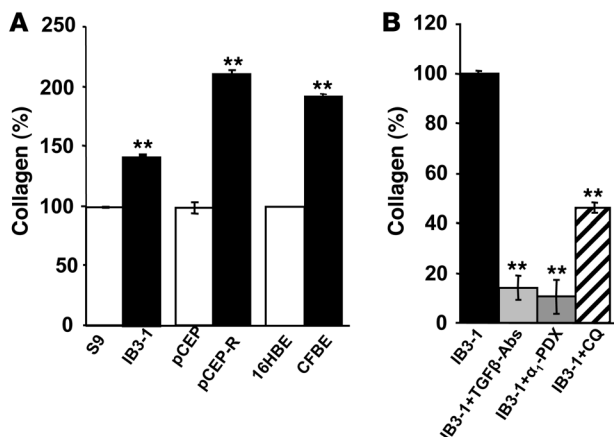 A
Collagen (%)
250
200
150
100
50
0
**
**
**
S9
IB3-1
pCEP
pCEP-R
16HBE
CFBE
B
Collagen (%)
120
100
80
60
40
20
0
**
**
**
IB3-1
IB3-1+TGFβ-Abs
IB3-1+α₁-PDX
IB3-1+CQ